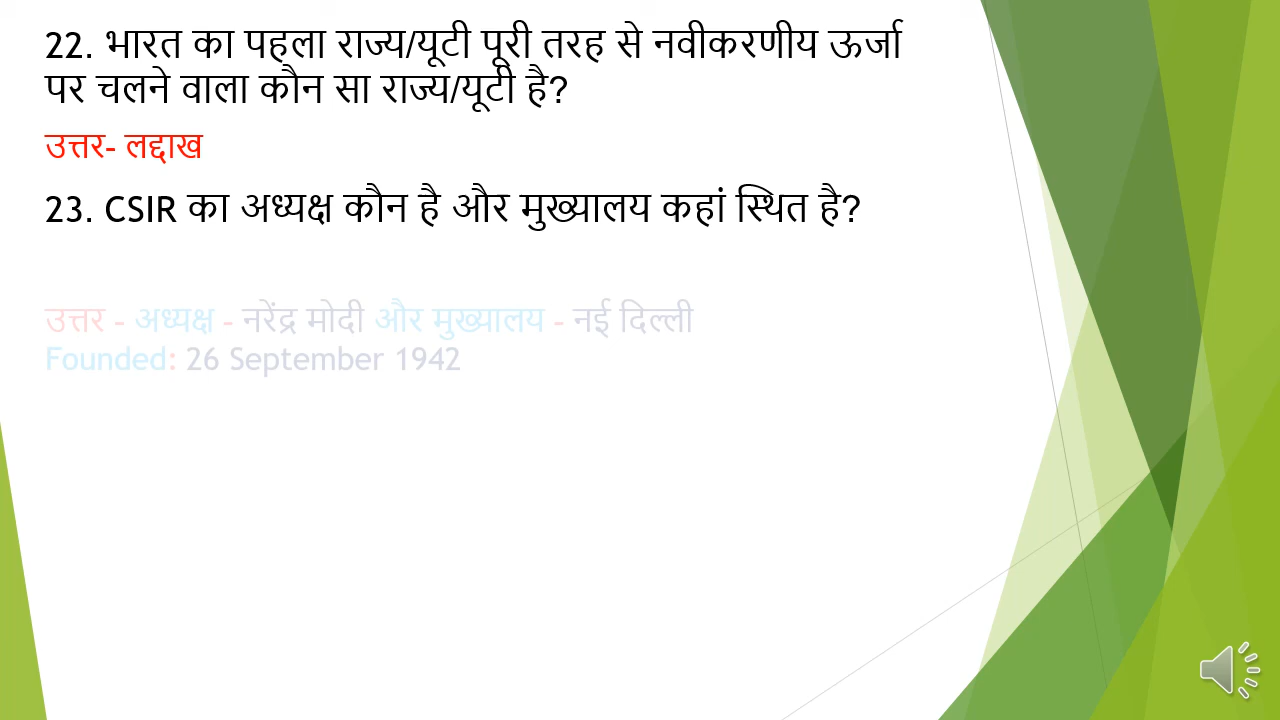 22. भारत का पहला राज्य/यूटी पूरी तरह से नवीकरणीय ऊर्जा
पर चलने वाला कौन सा राज्य/यूटी है?
उत्तर- लद्दाख
23. CSIR का अध्यक्ष कौन है और मुख्यालय कहां स्थित है?
उत्तर - अध्यक्ष - नरेंद्र मोदी और मुख्यालय - नई दिल्ली
Founded: 26 September 1942